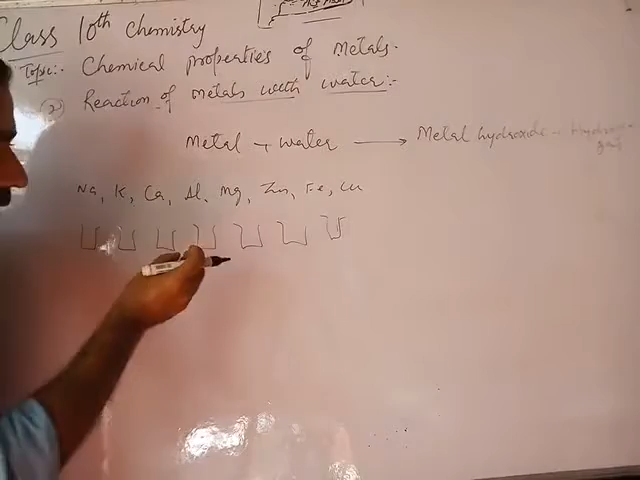 Class 10th Chemistry
Topic:- Chemical properties of Metals.
② Reaction of metals with water:-
Metal + water → Metal hydroxide + Hydrogen gas
Na, K, Ca, Al, Mg, Zn, Fe, Cu